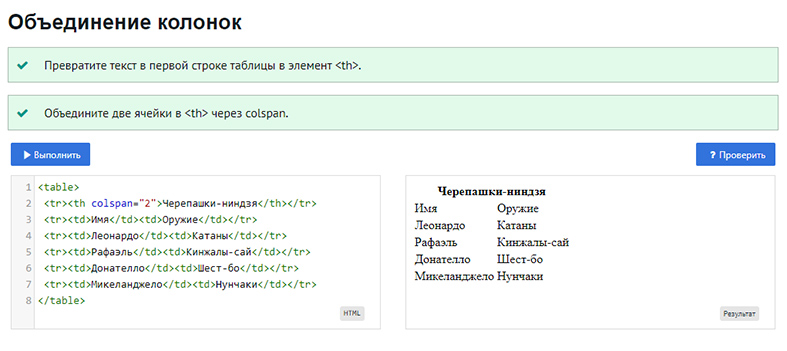 Объединение колонок
Превратите текст в первой строке таблицы в элемент <th>.
Объедините две ячейки в <th> через colspan.
Выполнить
? Проверить
1 <table>
2 <tr><th colspan="2">Черепашки-ниндзя</th></tr>
3 <tr><td>Имя</td><td>Оружие</td></tr>
4 <tr><td>Леонардо</td><td>Катаны</td></tr>
5 <tr><td>Рафаэль</td><td>Кинжалы-сай</td></tr>
6 <tr><td>Донателло</td><td>Шест-бо</td></tr>
7 <tr><td>Микеланджело</td><td>Нунчаки</td></tr>
8 </table>
HTML
Черепашки-ниндзя
Имя Оружие
Леонардо Катаны
Рафаэль Кинжалы-сай
Донателло Шест-бо
Микеланджело Нунчаки
Результат